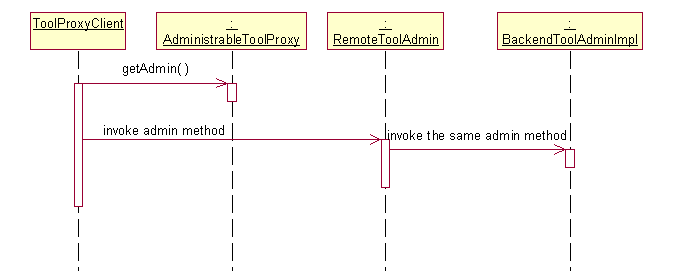 ToolProxyClient
:
AdministrableToolProxy
:
RemoteToolAdmin
:
BackendToolAdminImpl
getAdmin( )
invoke admin method
invoke the same admin method